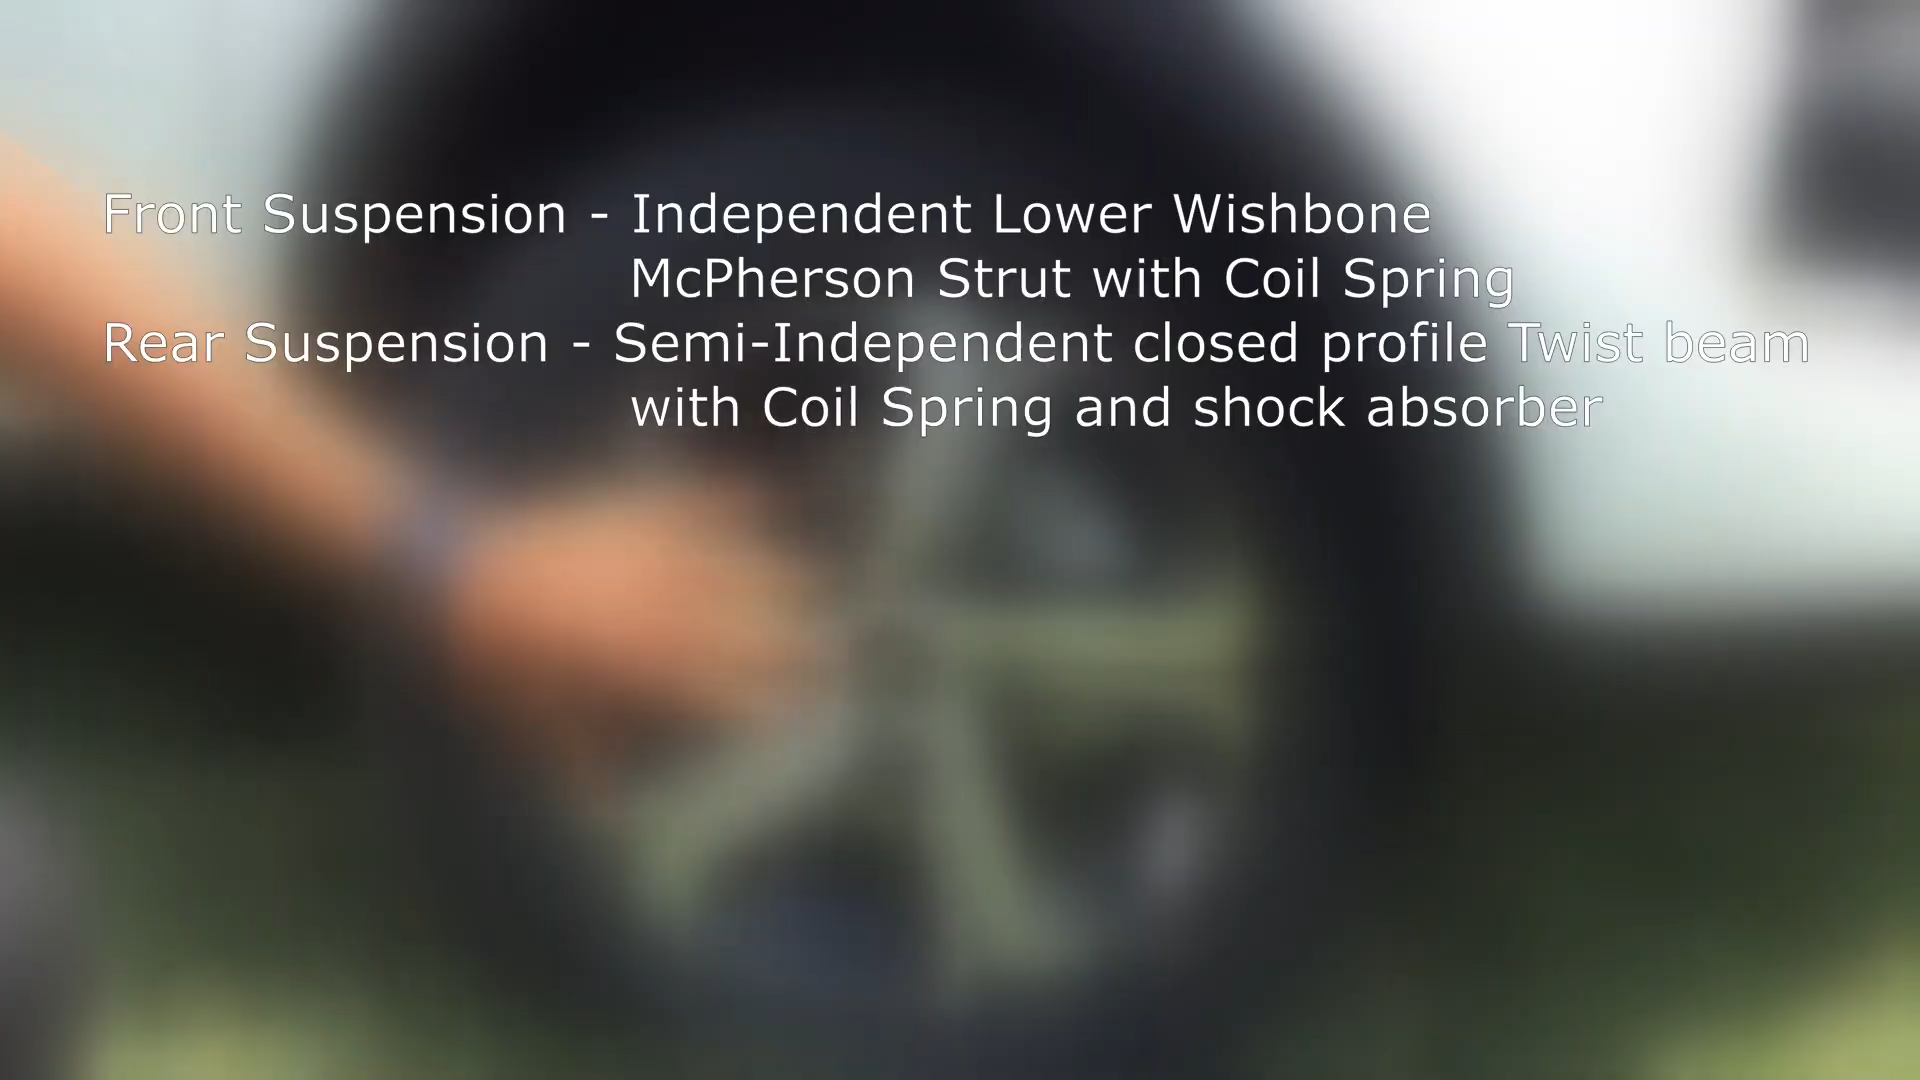 Front Suspension - Independent Lower Wishbone
McPherson Strut with Coil Spring
Rear Suspension - Semi-Independent closed profile Twist beam
with Coil Spring and shock absorber